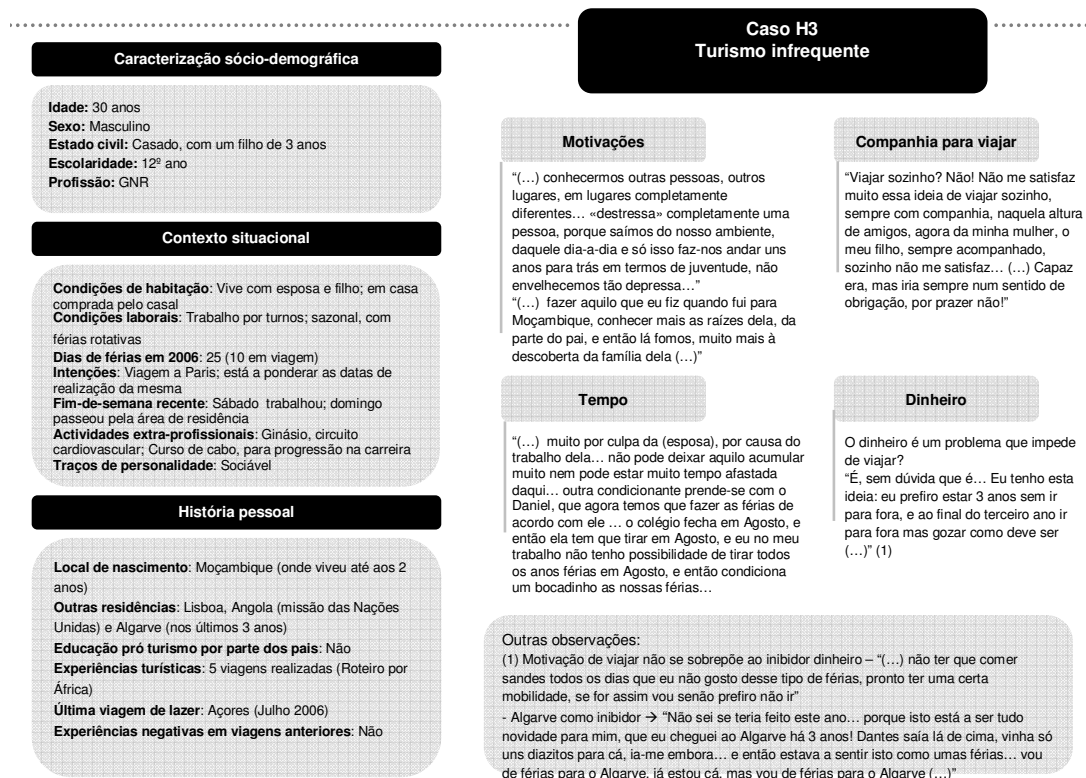 Caso H3
Turismo infrequente
Caracterização sócio-demográfica
Idade: 30 anos
Sexo: Masculino
Estado civil: Casado, com um filho de 3 anos
Escolaridade: 12º ano
Profissão: GNR
Contexto situacional
Condições de habitação: Vive com esposa e filho; em casa
comprada pelo casal
Condições laborais: Trabalho por turnos; sazonal, com
férias rotativas
Dias de férias em 2006: 25 (10 em viagem)
Intenções: Viagem a Paris; está a ponderar as datas de
realização da mesma
Fim-de-semana recente: Sábado trabalhou; domingo
passeou pela área de residência
Actividades extra-profissionais: Ginásio, circuito
cardiovascular; Curso de cabo, para progressão na carreira
Traços de personalidade: Sociável
História pessoal
Local de nascimento: Moçambique (onde viveu até aos 2
anos)
Outras residências: Lisboa, Angola (missão das Nações
Unidas) e Algarve (nos últimos 3 anos)
Educação pró turismo por parte dos pais: Não
Experiências turísticas: 5 viagens realizadas (Roteiro por
África)
Última viagem de lazer: Açores (Julho 2006)
Experiências negativas em viagens anteriores: Não
Motivações
“(…) conhecermos outras pessoas, outros
lugares, em lugares completamente
diferentes… «destressa» completamente uma
pessoa, porque saímos do nosso ambiente,
daquele dia-a-dia e só isso faz-nos andar uns
anos para trás em termos de juventude, não
envelhecemos tão depressa…”
“(…) fazer aquilo que eu fiz quando fui para
Moçambique, conhecer mais as raízes dela, da
parte do pai, e então lá fomos, muito mais à
descoberta da família dela (…)”
Companhia para viajar
“Viajar sozinho? Não! Não me satisfaz
muito essa ideia de viajar sozinho,
sempre com companhia, naquela altura
de amigos, agora da minha mulher, o
meu filho, sempre acompanhado,
sozinho não me satisfaz… (…) Capaz
era, mas iria sempre num sentido de
obrigação, por prazer não!”
Tempo
“(…) muito por culpa da (esposa), por causa do
trabalho dela… não pode deixar aquilo acumular
muito nem pode estar muito tempo afastada
daqui… outra condicionante prende-se com o
Daniel, que agora temos que fazer as férias de
acordo com ele … o colégio fecha em Agosto, e
então ela tem que tirar em Agosto, e eu no meu
trabalho não tenho possibilidade de tirar todos
os anos férias em Agosto, e então condiciona
um bocadinho as nossas férias…
Dinheiro
O dinheiro é um problema que impede
de viajar?
“É, sem dúvida que é… Eu tenho esta
ideia: eu prefiro estar 3 anos sem ir
para fora, e ao final do terceiro ano ir
para fora mas gozar como deve ser
(…)” (1)
Outras observações:
(1) Motivação de viajar não se sobrepõe ao inibidor dinheiro – “(…) não ter que comer
sandes todos os dias que eu não gosto desse tipo de férias, pronto ter uma certa
mobilidade, se for assim vou senão prefiro não ir”
- Algarve como inibidor → “Não sei se teria feito este ano… porque isto está a ser tudo
novidade para mim, que eu cheguei ao Algarve há 3 anos! Dantes saía lá de cima, vinha só
uns diazitos para cá, ia-me embora… e então estava a sentir isto como umas férias… vou
de férias para o Algarve, já estou cá, mas vou de férias para o Algarve (…)”